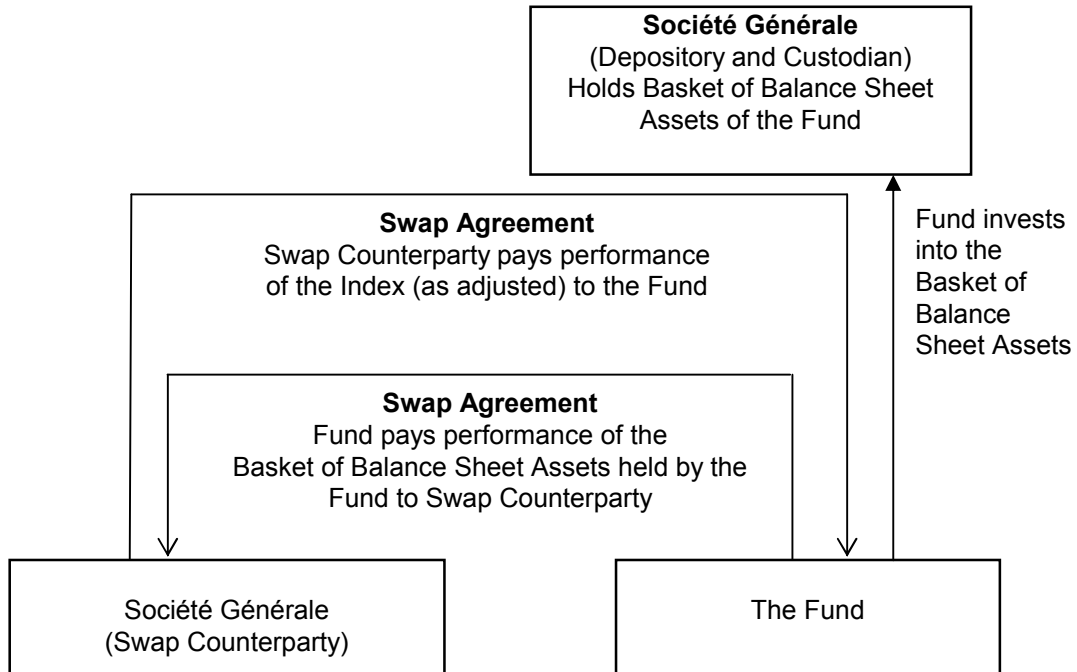 Société Générale
(Depository and Custodian)
Holds Basket of Balance Sheet
Assets of the Fund
Swap Agreement
Swap Counterparty pays performance
of the Index (as adjusted) to the Fund
Fund invests
into the
Basket of
Balance
Sheet Assets
Swap Agreement
Fund pays performance of the
Basket of Balance Sheet Assets held by the
Fund to Swap Counterparty
Société Générale
(Swap Counterparty)
The Fund